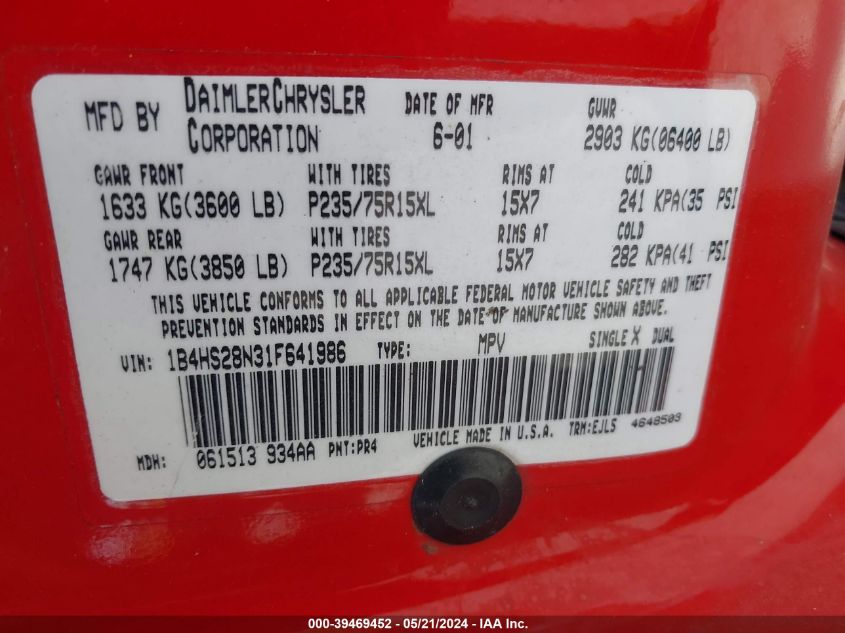 MFD BY DAIMLERCHRYSLER CORPORATION DATE OF MFR 6-01 GVWR 2903 KG(06400 LB)
GAWR FRONT WITH TIRES RIMS AT COLD
1633 KG(3600 LB) P235/75R15XL 15X7 241 KPA(35 PSI
GAWR REAR WITH TIRES RIMS AT COLD
1747 KG(3850 LB) P235/75R15XL 15X7 282 KPA(41 PSI
THIS VEHICLE CONFORMS TO ALL APPLICABLE FEDERAL MOTOR VEHICLE SAFETY AND THEFT
PREVENTION STANDARDS IN EFFECT ON THE DATE OF MANUFACTURE SHOWN ABOVE.
VIN: 1B4HS28N31F641986 TYPE: MPV SINGLE X DUAL
MDH: 061513 934AA PNT:PR4 VEHICLE MADE IN U.S.A. TRM:EJLS 4648503
000-39469452 - 05/21/2024 - IAA Inc.